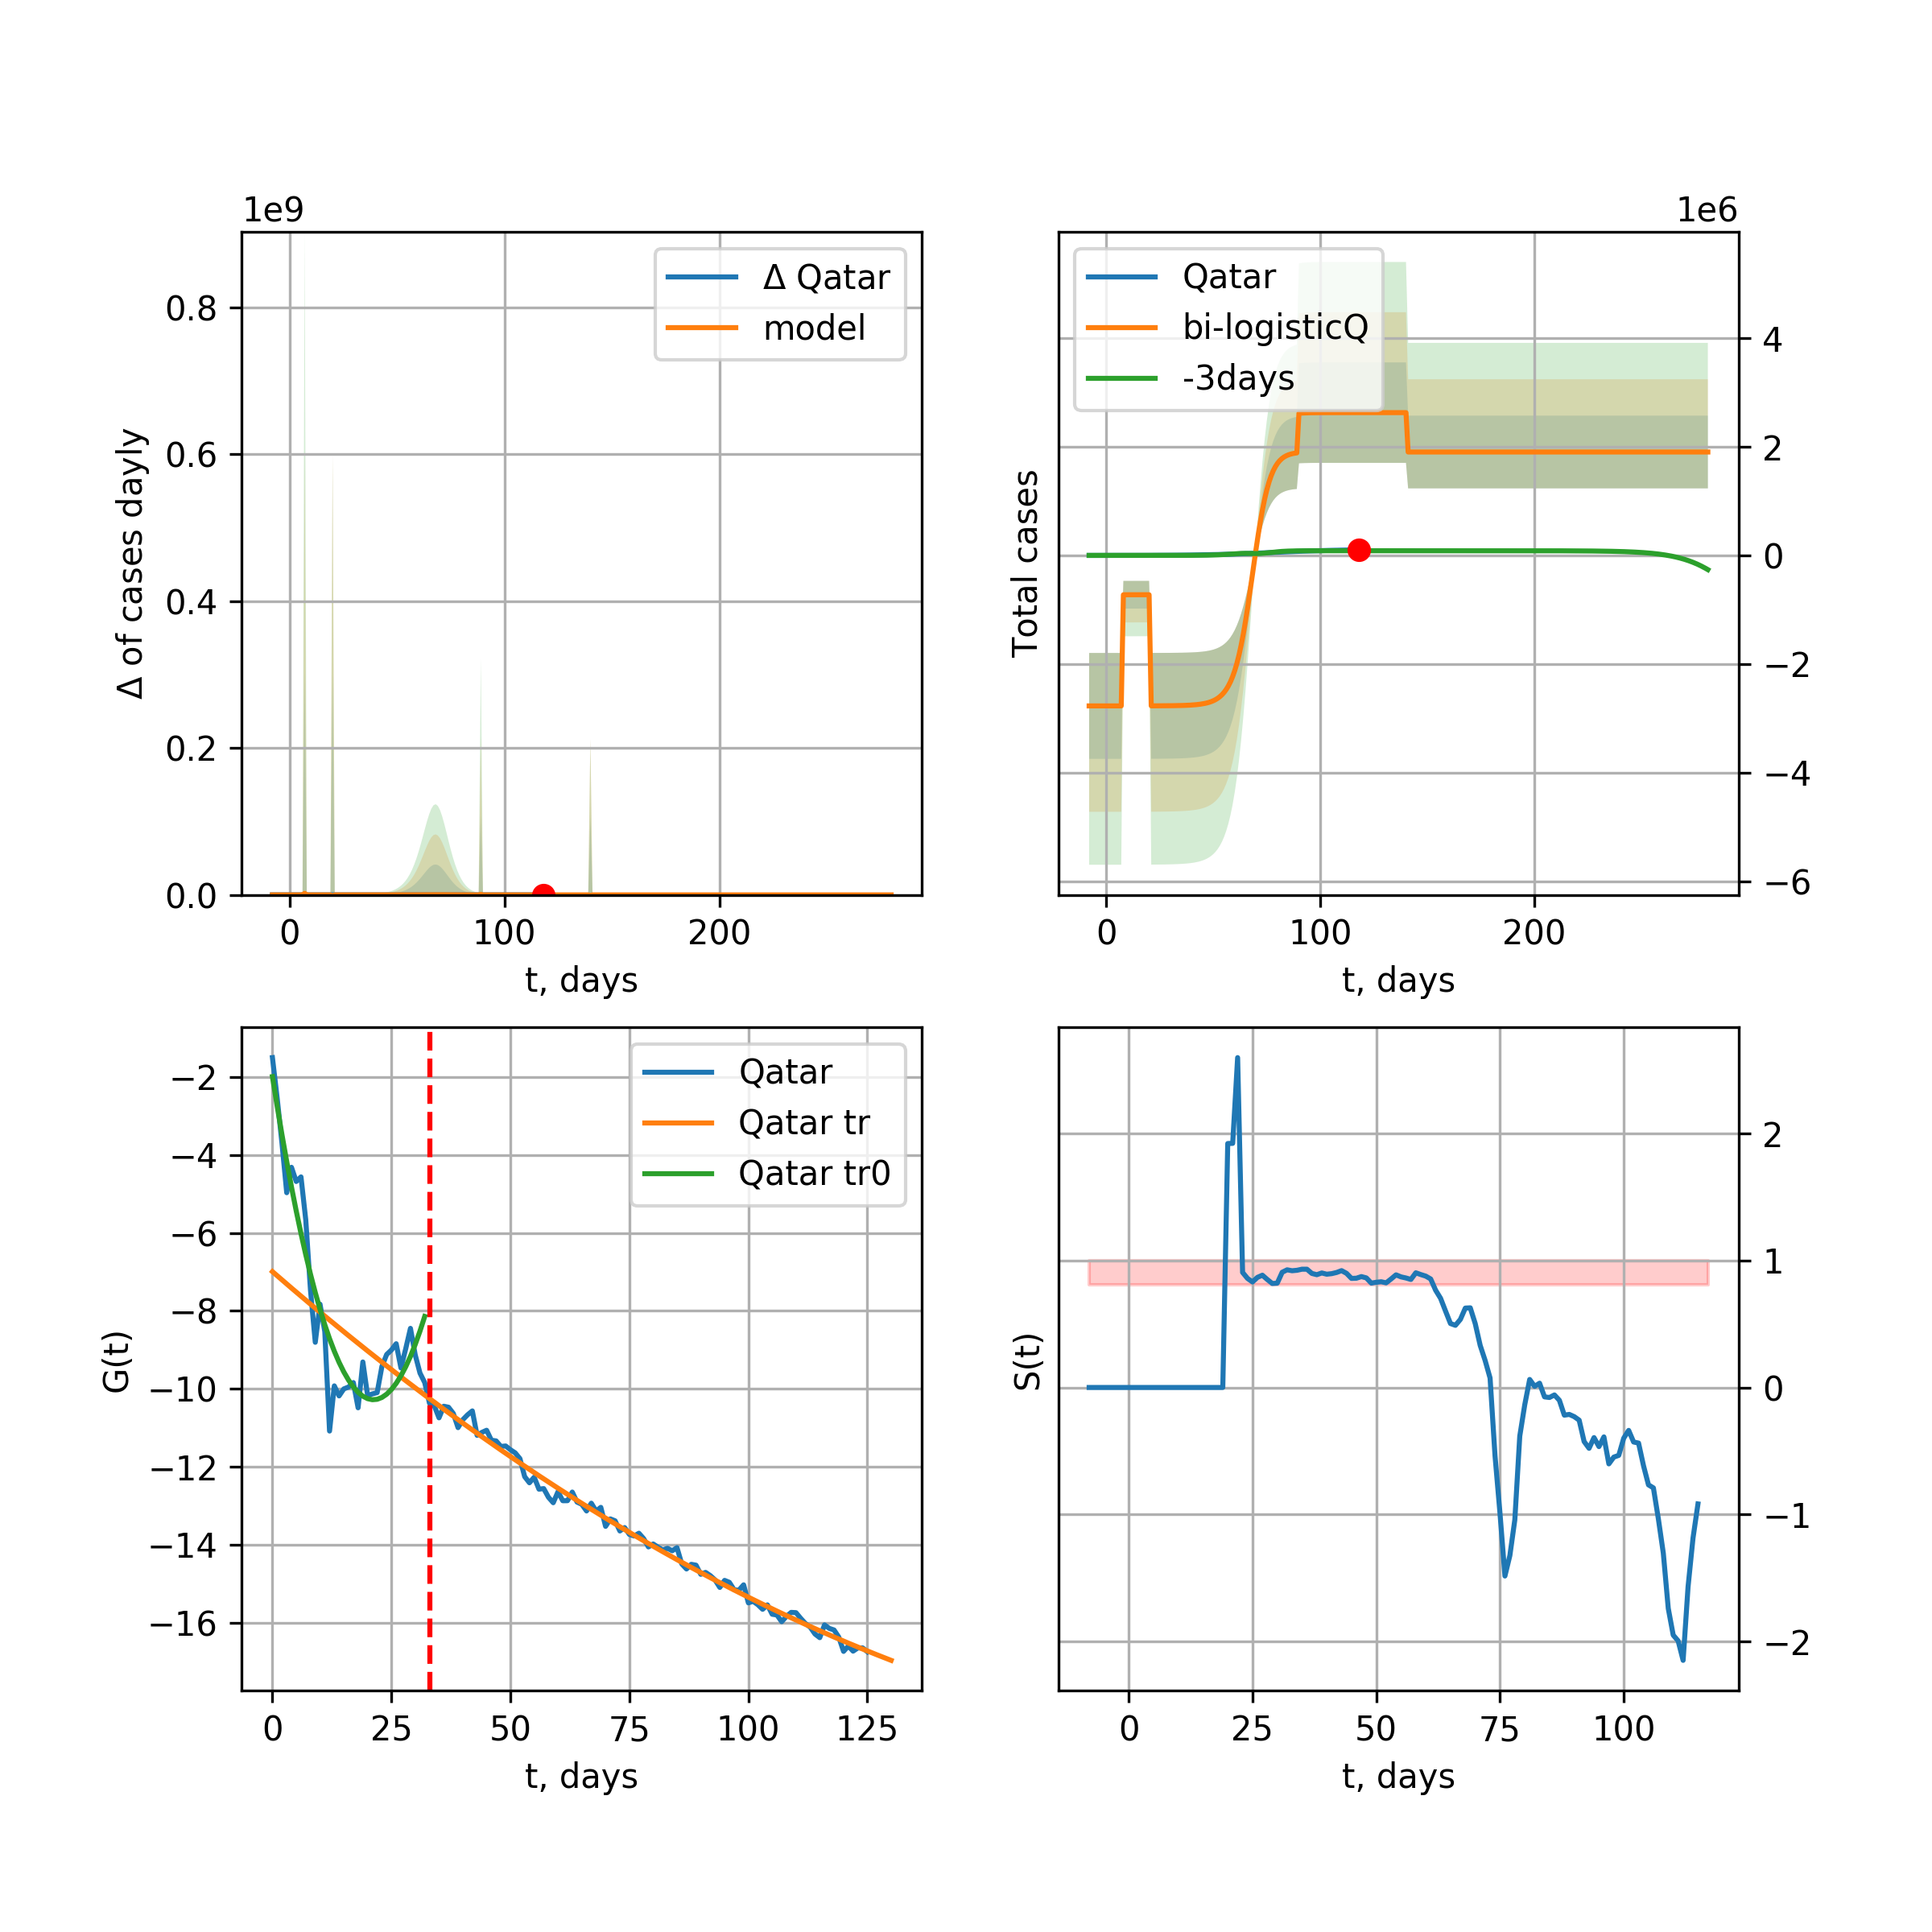 1e9
Δ of cases dayly
0.8
0.6
0.4
0.2
0.0
0 100 200
t, days
Δ Qatar
model
1e6
Total cases
4
2
0
−2
−4
−6
0 100 200
t, days
Qatar
bi-logisticQ
-3days
G(t)
−2
−4
−6
−8
−10
−12
−14
−16
0 25 50 75 100 125
t, days
Qatar
Qatar tr
Qatar tr0
S(t)
2
1
0
−1
−2
0 25 50 75 100
t, days